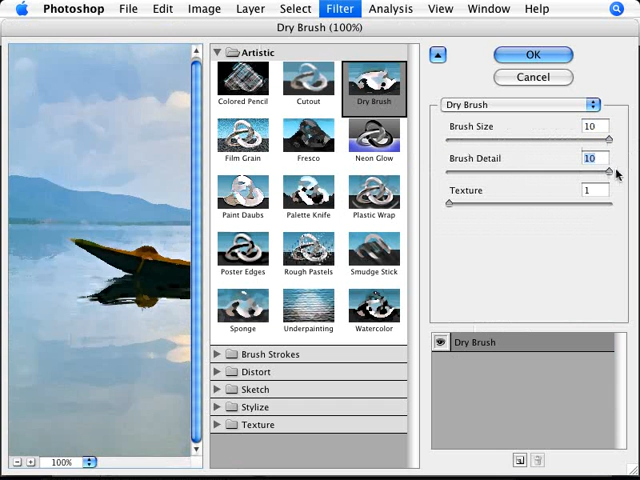 Photoshop File Edit Image Layer Select Filter Analysis View Window Help
Dry Brush (100%)
Artistic
Colored Pencil Cutout Dry Brush
Film Grain Fresco Neon Glow
Paint Daubs Palette Knife Plastic Wrap
Poster Edges Rough Pastels Smudge Stick
Sponge Underpainting Watercolor
Brush Strokes
Distort
Sketch
Stylize
Texture
OK
Cancel
Dry Brush
Brush Size 10
Brush Detail 10
Texture 1
Dry Brush
100%